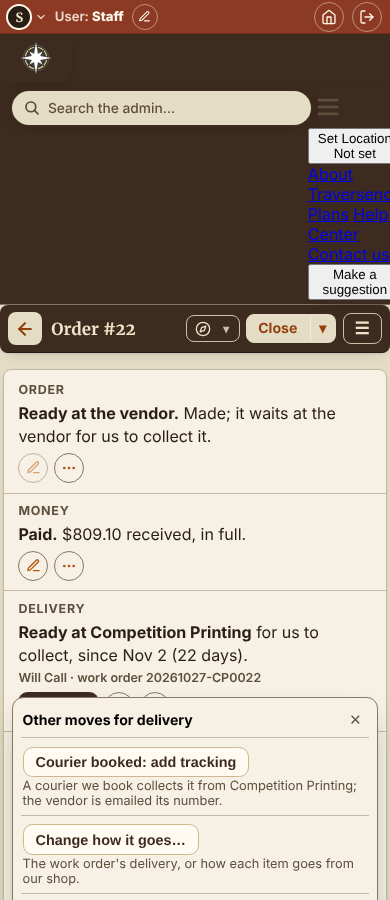 S User: Staff
Search the admin...
Set Location
Not set
About
Plans Help
Center
Contact us
Make a
suggestion
Order #22
Close
ORDER
Ready at the vendor. Made; it waits at the
vendor for us to collect it.
MONEY
Paid. $809.10 received, in full.
DELIVERY
Ready at Competition Printing for us to
collect, since Nov 2 (22 days).
Will Call · work order 20261027-CP0022
Other moves for delivery ×
Courier booked: add tracking
A courier we book collects it from Competition Printing;
the vendor is emailed its number.
Change how it goes...
The work order's delivery, or how each item goes from
our shop.